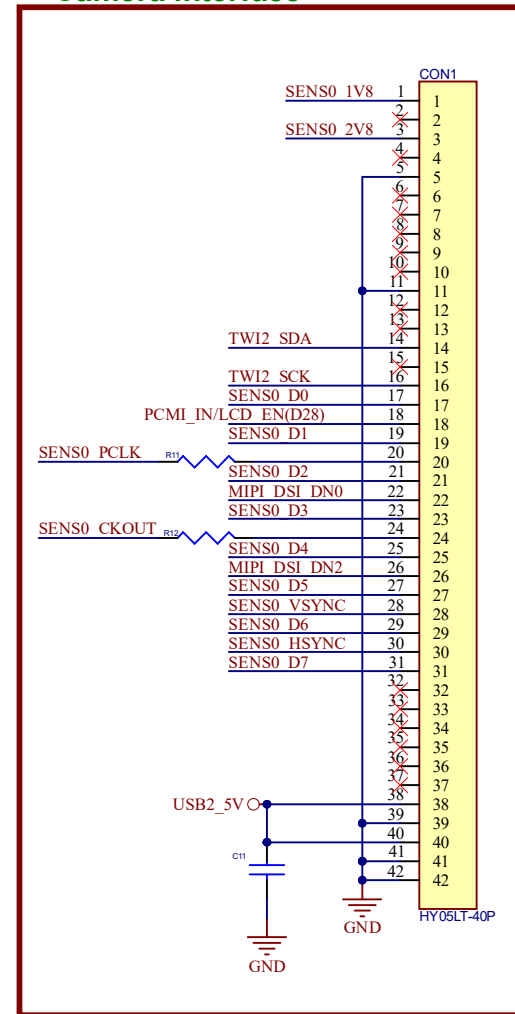 Camera Interface
CON1
SENS0_1V8 1 1
2 2
SENS0_2V8 3 3
4 4
5 5
6 6
7 7
8 8
9 9
10 10
11 11
12 12
13 13
TWI2_SDA 14 14
15 15
TWI2_SCK 16 16
SENS0_D0 17 17
PCMI_IN/LCD_EN(D28) 18 18
SENS0_D1 19 19
SENS0_PCLK R11 20 20
SENS0_D2 21 21
MIPI_DSI_DN0 22 22
SENS0_D3 23 23
SENS0_CKOUT R12 24 24
SENS0_D4 25 25
MIPI_DSI_DN2 26 26
SENS0_D5 27 27
SENS0_VSYNC 28 28
SENS0_D6 29 29
SENS0_HSYNC 30 30
SENS0_D7 31 31
32 32
33 33
34 34
35 35
36 36
37 37
USB2_5V 38 38
39 39
40 40
C11 41 41
42 42
GND HY05LT-40P
GND